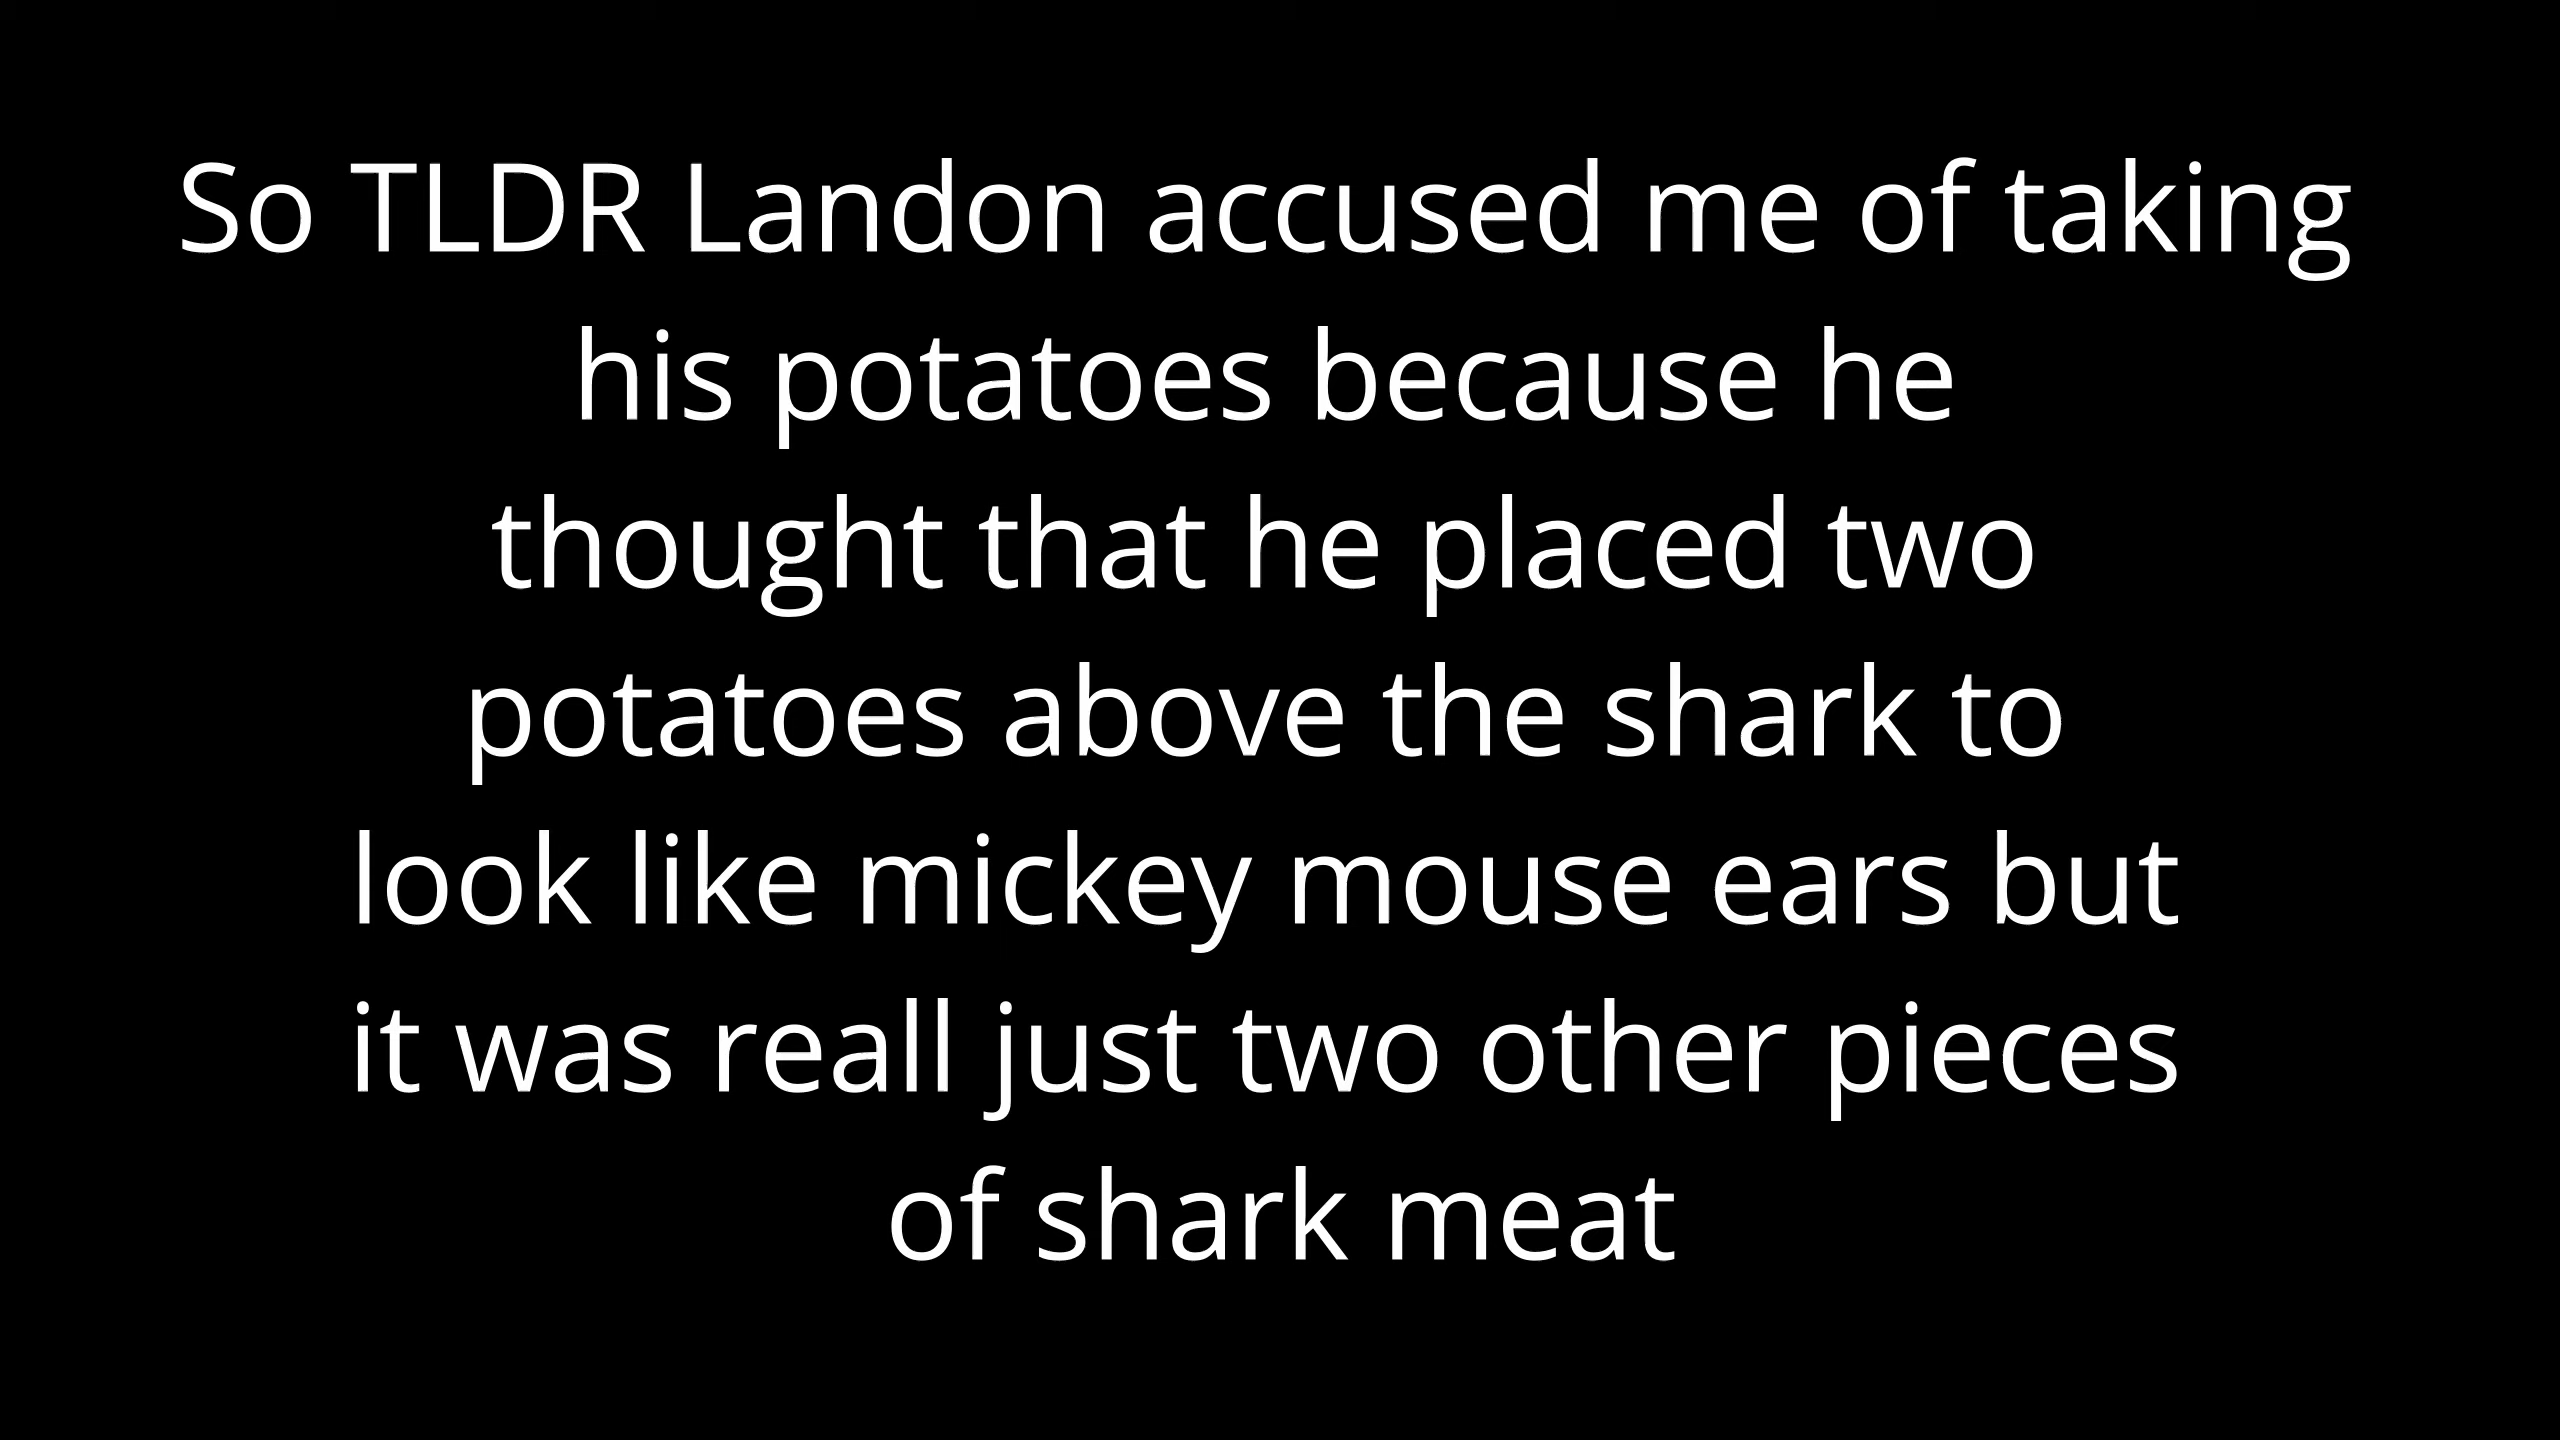 So TLDR Landon accused me of taking
his potatoes because he
thought that he placed two
potatoes above the shark to
look like mickey mouse ears but
it was reall just two other pieces
of shark meat